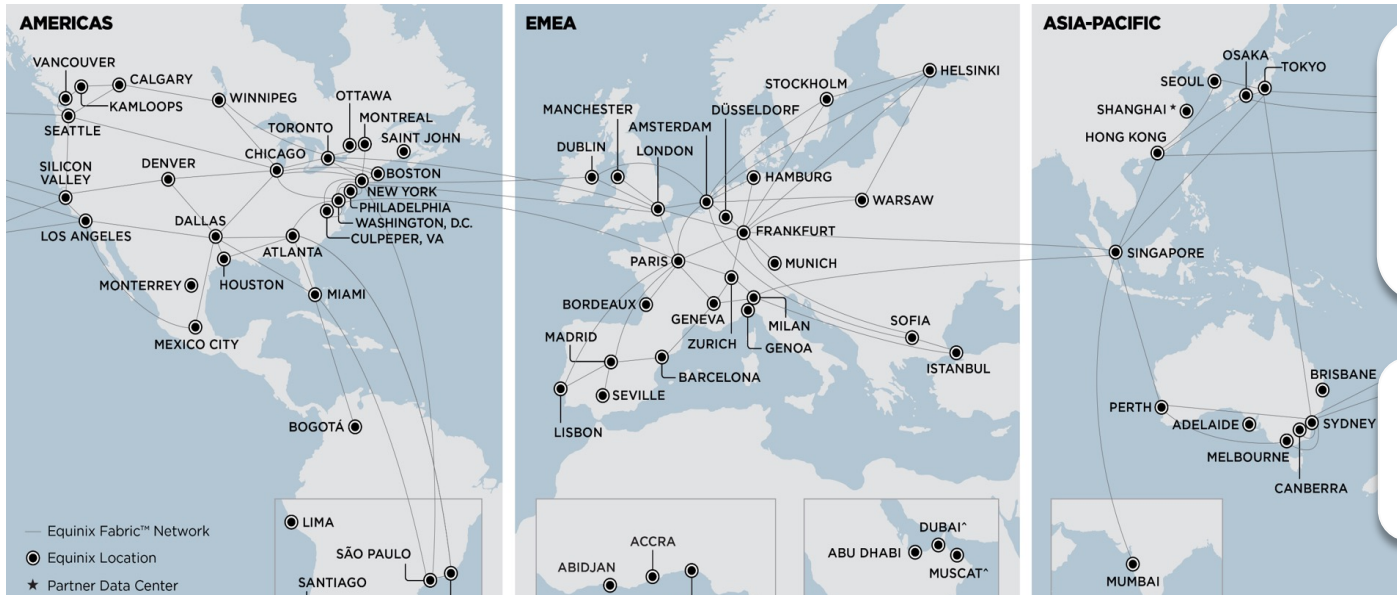 AMERICAS
VANCOUVER
CALGARY
KAMLOOPS
SEATTLE
WINNIPEG
OTTAWA
MONTREAL
TORONTO
SAINT JOHN
CHICAGO
BOSTON
SILICON
VALLEY
DENVER
NEW YORK
PHILADELPHIA
WASHINGTON, D.C.
CULPEPER, VA
DALLAS
LOS ANGELES
ATLANTA
HOUSTON
MONTERREY
MIAMI
MEXICO CITY
BOGOTÁ
LIMA
SÃO PAULO
SANTIAGO
Equinix Fabric™ Network
Equinix Location
★ Partner Data Center
EMEA
HELSINKI
STOCKHOLM
MANCHESTER
DÜSSELDORF
AMSTERDAM
DUBLIN
LONDON
HAMBURG
WARSAW
FRANKFURT
PARIS
MUNICH
BORDEAUX
GENEVA
MILAN
ZURICH
GENOA
MADRID
SOFIA
ISTANBUL
BARCELONA
SEVILLE
LISBON
ACCRA
ABIDJAN
DUBAI^
ABU DHABI
MUSCAT^
ASIA-PACIFIC
OSAKA
TOKYO
SEOUL
SHANGHAI ★
HONG KONG
SINGAPORE
BRISBANE
PERTH
ADELAIDE
SYDNEY
MELBOURNE
CANBERRA
MUMBAI